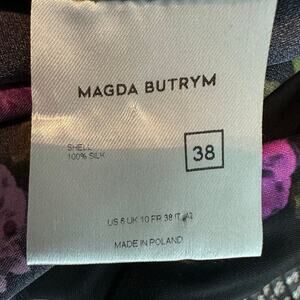 MAGDA BUTRYM
SHELL
100% SILK
38
US 6 UK 10 FR 38 IT 42
MADE IN POLAND